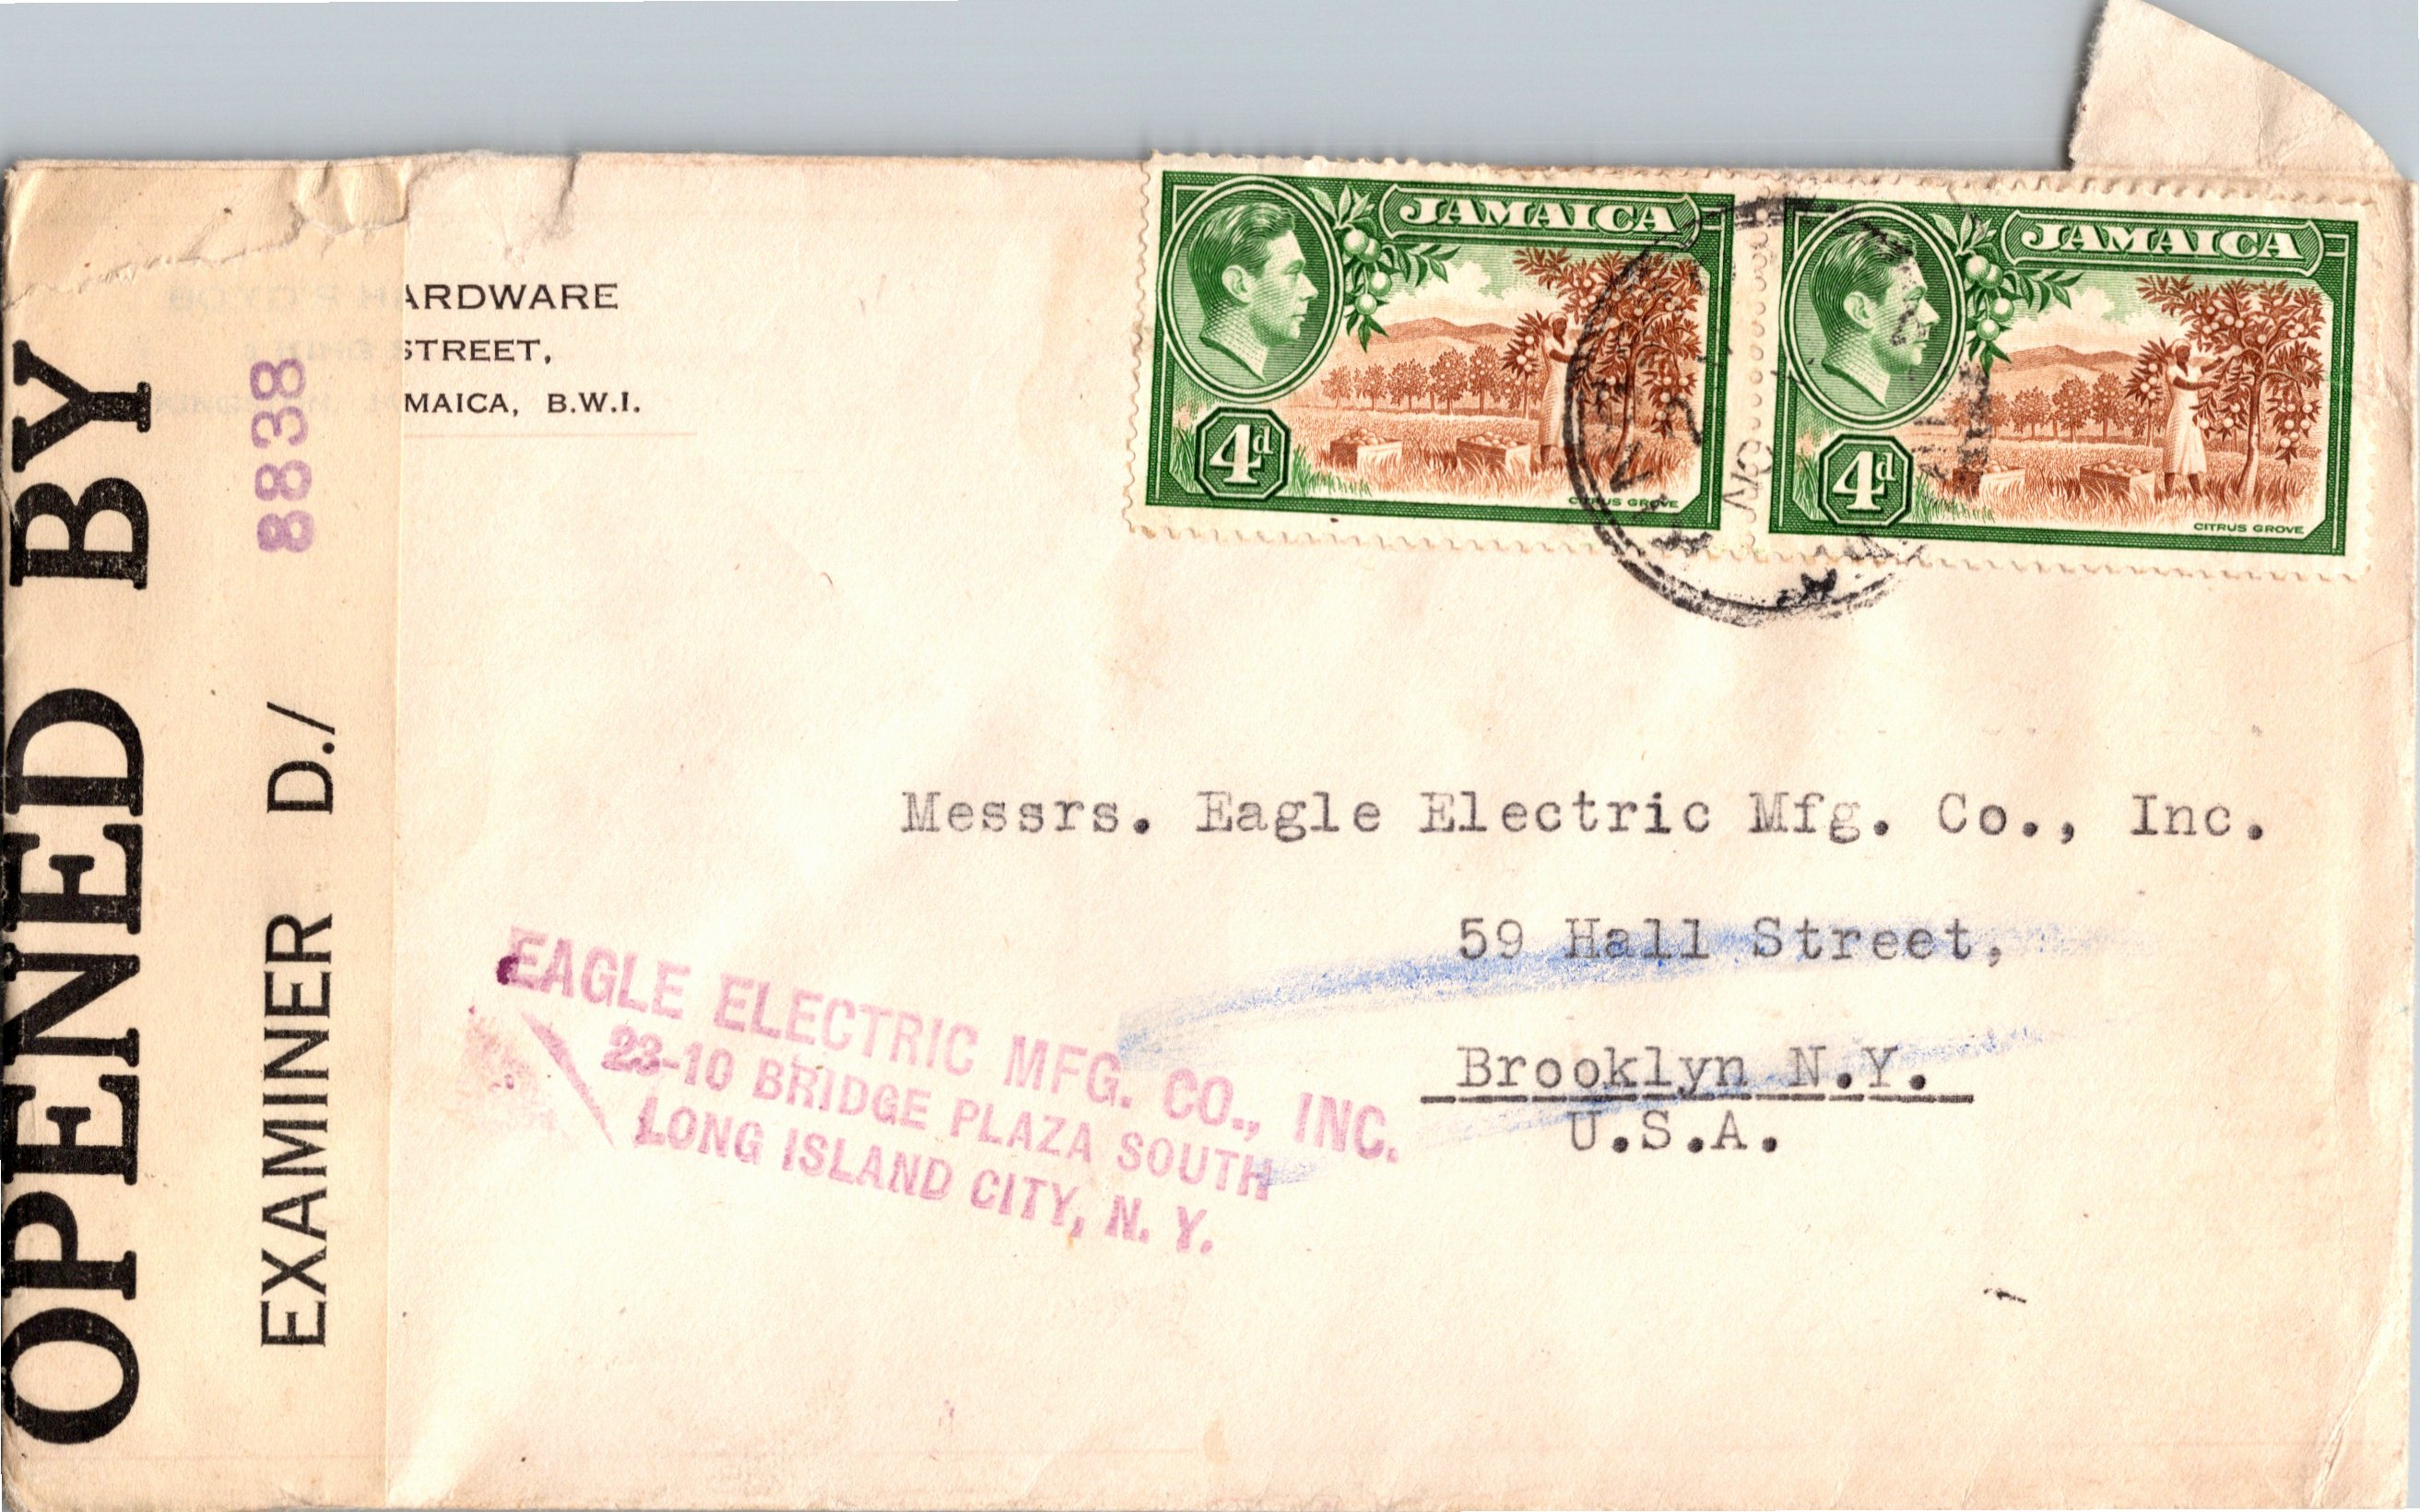 OPENED BY
EXAMINER D./
8838
ARDWARE
STREET,
MAICA, B.W.I.
JAMAICA
4d
CITRUS GROVE
JAMAICA
4d
CITRUS GROVE
Messrs. Eagle Electric Mfg. Co., Inc.
59 Hall Street,
Brooklyn N.Y.
U.S.A.
EAGLE ELECTRIC MFG. CO., INC.
23-10 BRIDGE PLAZA SOUTH
LONG ISLAND CITY, N. Y.